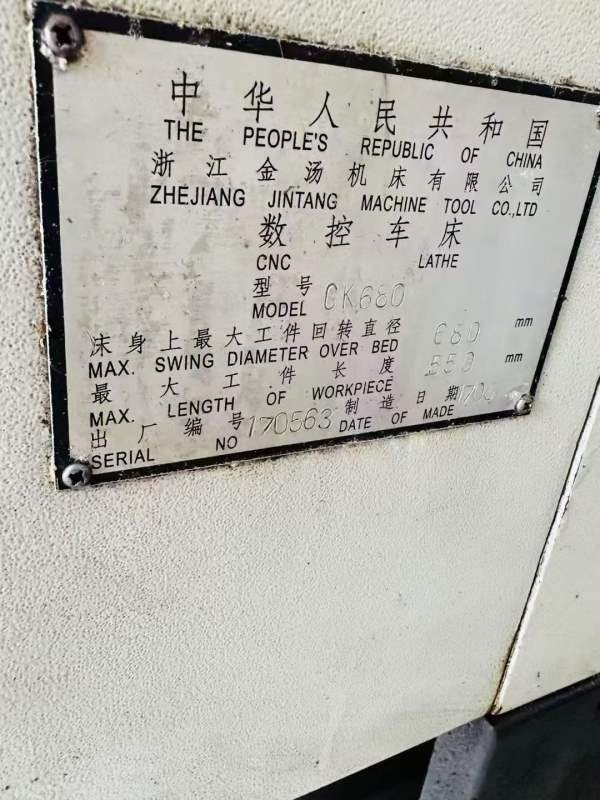 中华人民共和国
THE PEOPLE'S REPUBLIC OF CHINA
浙江金汤机床有限公司
ZHEJIANG JINTANG MACHINE TOOL CO.,LTD
数控车床
CNC LATHE
型号
MODEL CK680
床身上最大工件回转直径 680 mm
MAX. SWING DIAMETER OVER BED
最大工件长度 550 mm
MAX. LENGTH OF WORKPIECE
出厂编号 170563 制造日期
SERIAL NO DATE OF MADE